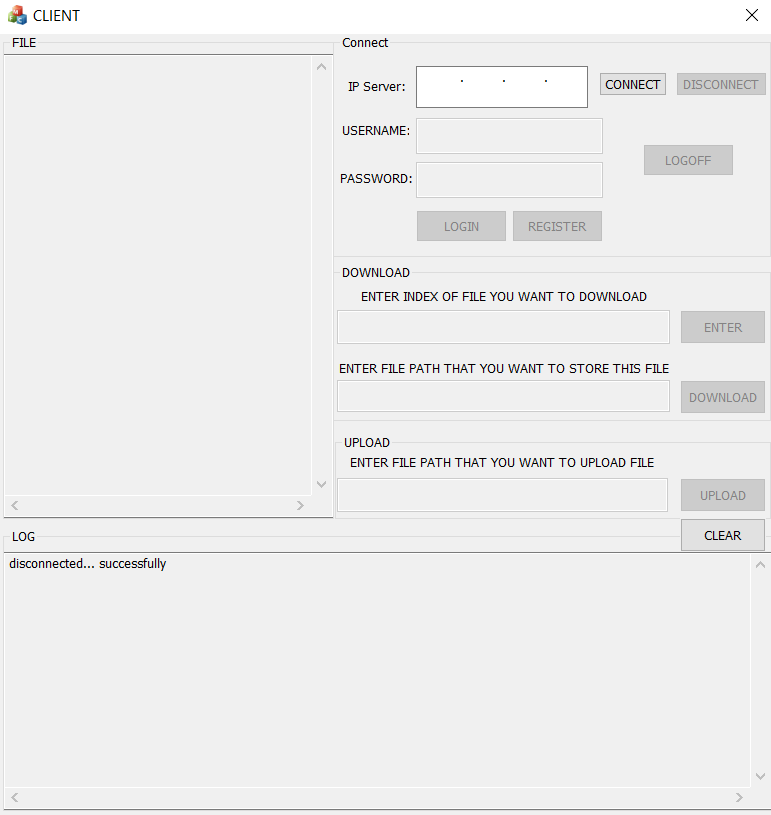 CLIENT
FILE
Connect
IP Server:
. . .
CONNECT
DISCONNECT
USERNAME:
LOGOFF
PASSWORD:
LOGIN
REGISTER
DOWNLOAD
ENTER INDEX OF FILE YOU WANT TO DOWNLOAD
ENTER
ENTER FILE PATH THAT YOU WANT TO STORE THIS FILE
DOWNLOAD
UPLOAD
ENTER FILE PATH THAT YOU WANT TO UPLOAD FILE
UPLOAD
LOG
CLEAR
disconnected... successfully